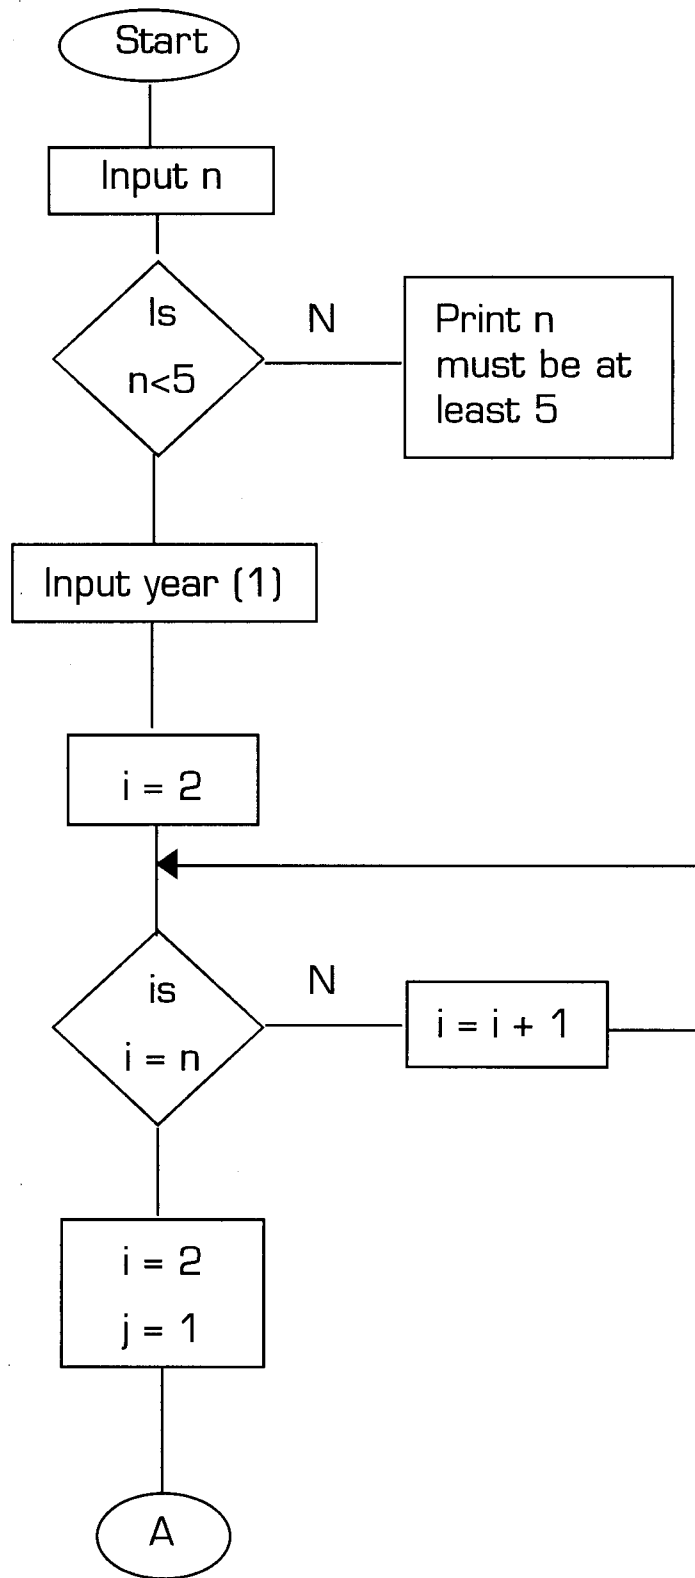 Start
Input n
Is
n<5
N
Print n
must be at
least 5
Input year (1)
i = 2
is
i = n
N
i = i + 1
i = 2
j = 1
A